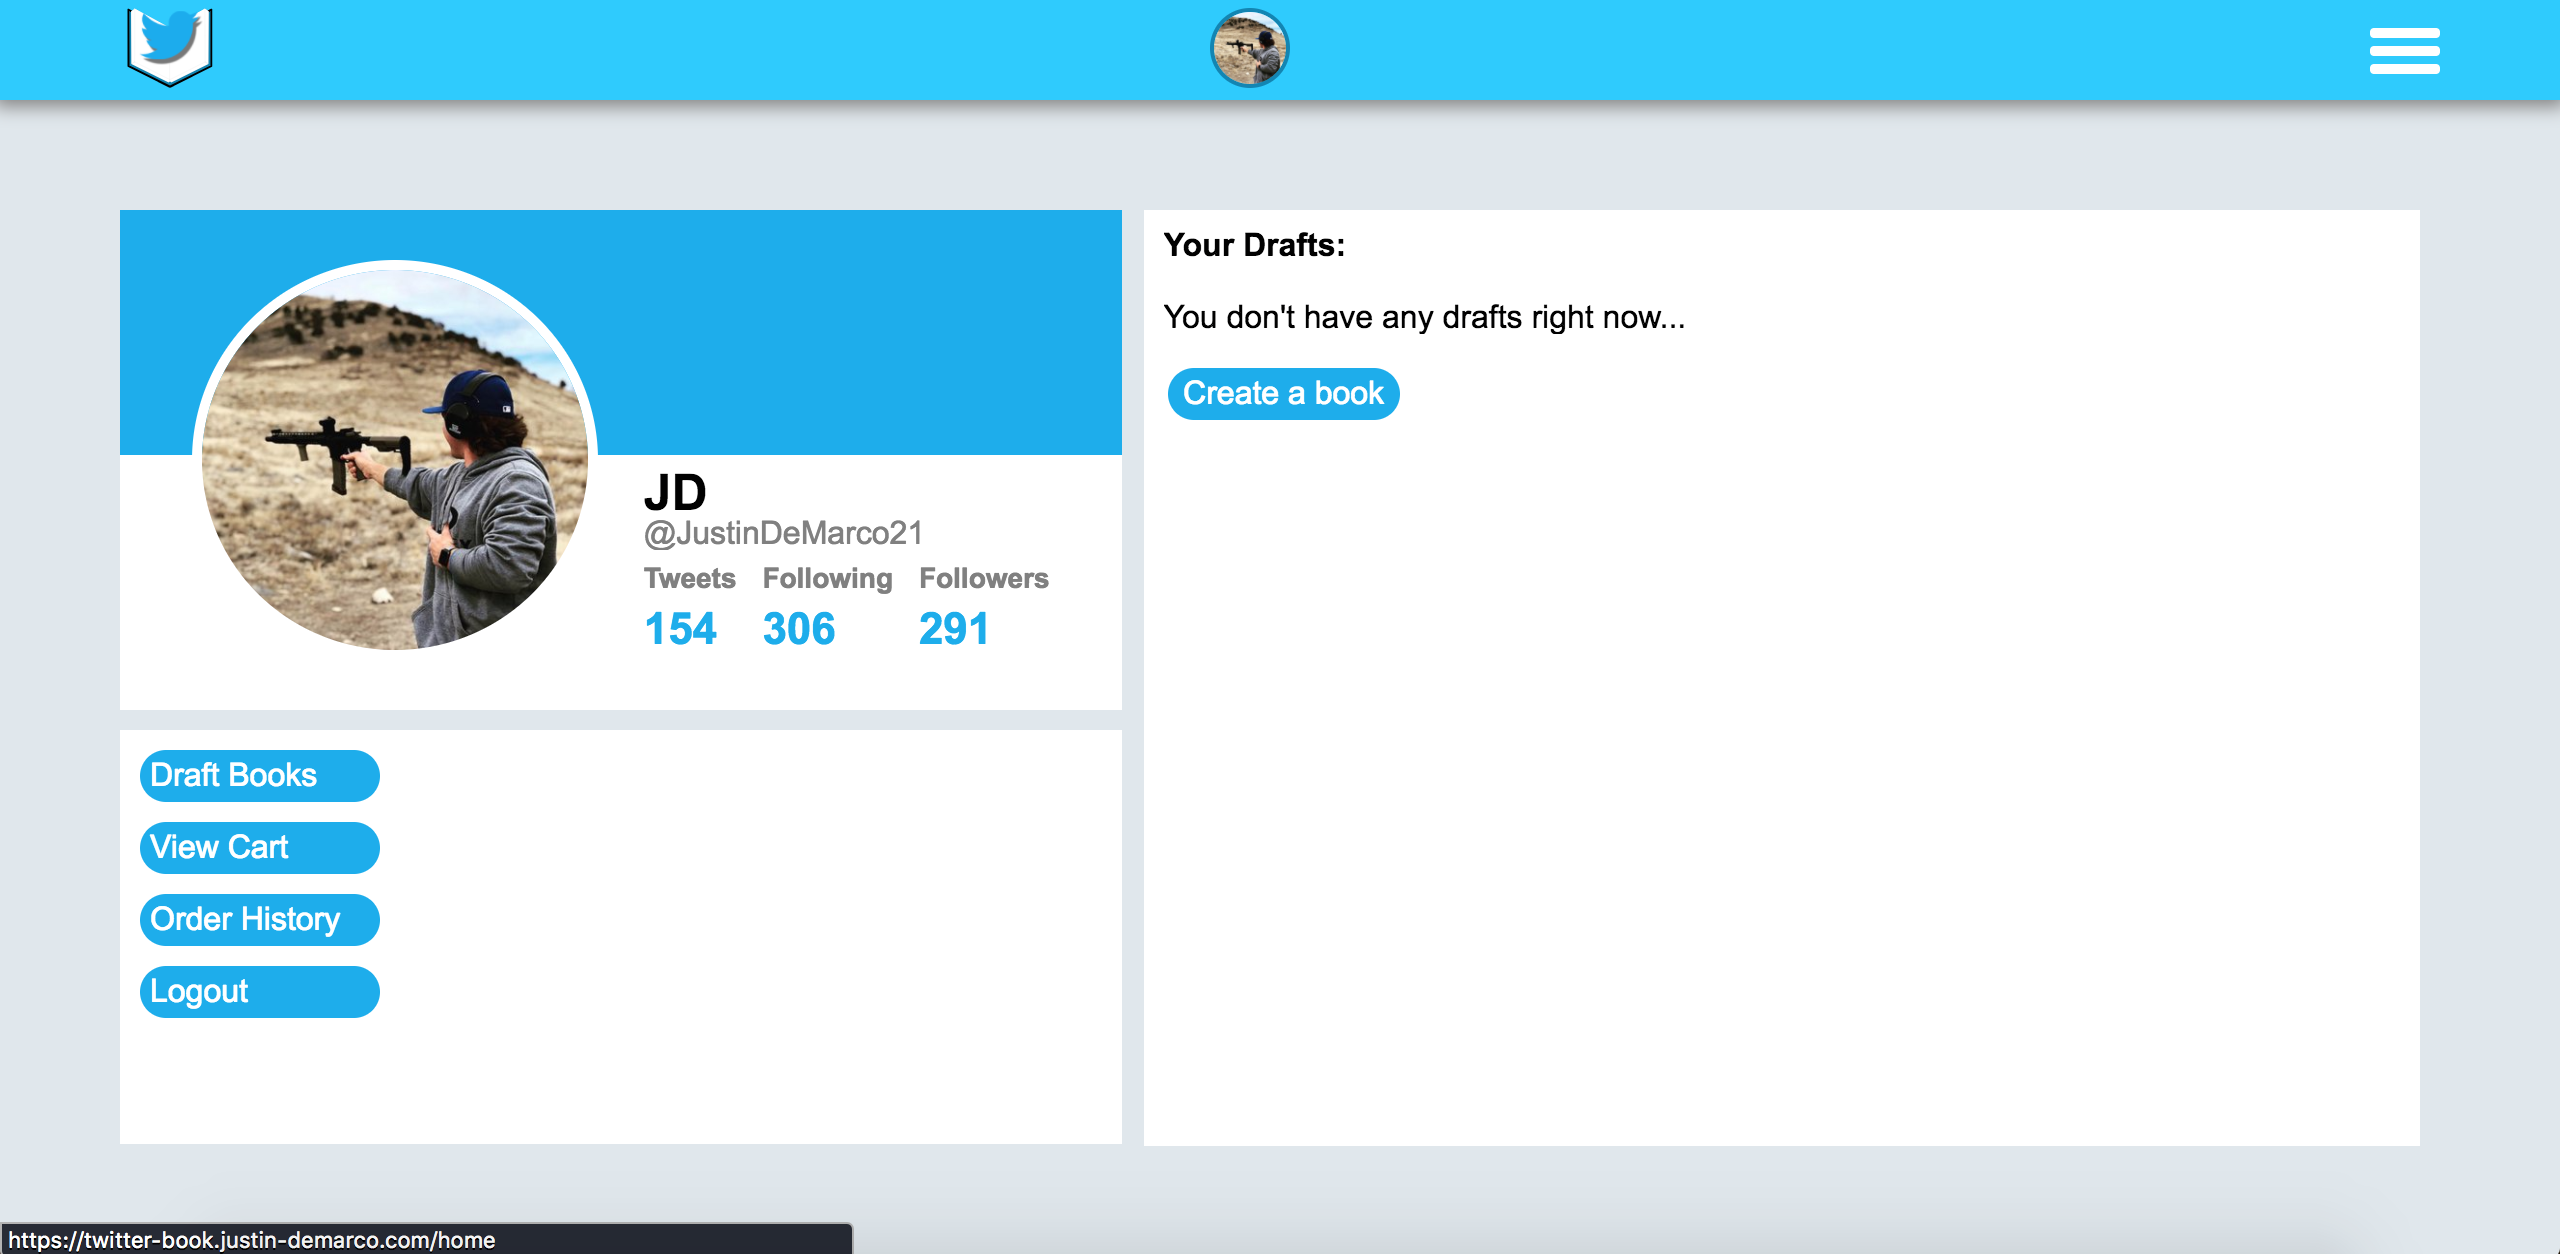 JD
@JustinDeMarco21
Tweets Following Followers
154 306 291
Draft Books
View Cart
Order History
Logout
Your Drafts:
You don't have any drafts right now...
Create a book
https://twitter-book.justin-demarco.com/home